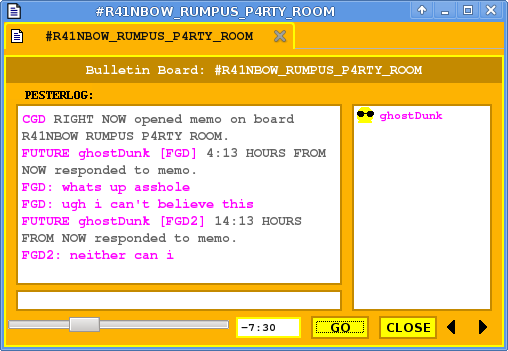 #R41NBOW_RUMPUS_P4RTY_ROOM
#R41NBOW_RUMPUS_P4RTY_ROOM
Bulletin Board: #R41NBOW_RUMPUS_P4RTY_ROOM
PESTERLOG:
CGD RIGHT NOW opened memo on board
R41NBOW RUMPUS P4RTY ROOM.
FUTURE ghostDunk [FGD] 4:13 HOURS FROM
NOW responded to memo.
FGD: whats up asshole
FGD: ugh i can't believe this
FUTURE ghostDunk [FGD2] 14:13 HOURS
FROM NOW responded to memo.
FGD2: neither can i
ghostDunk
-7:30
GO
CLOSE